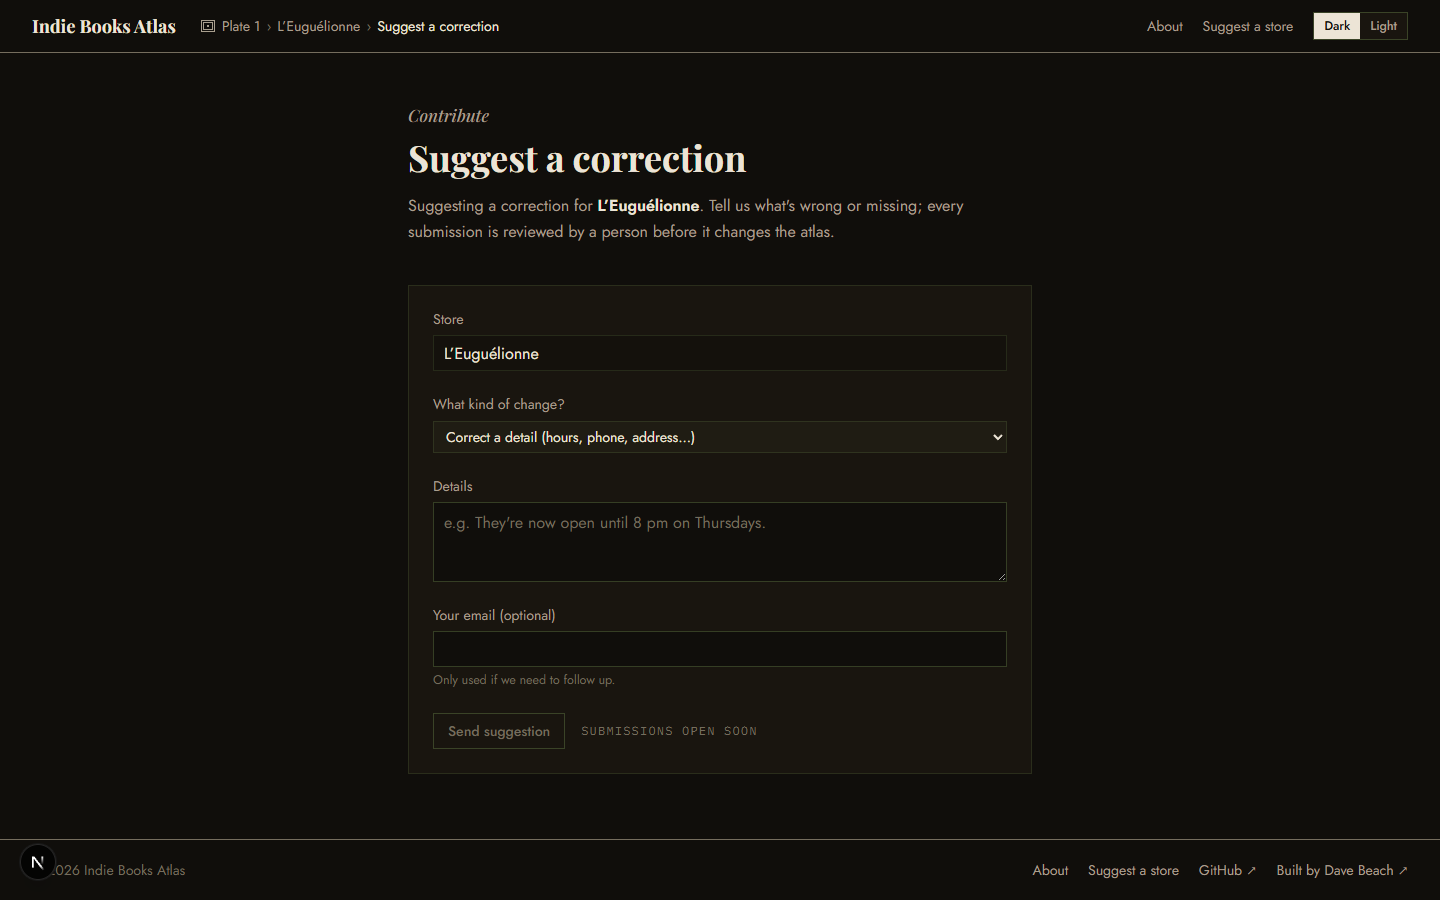 Indie Books Atlas
Plate 1 › L'Euguélionne › Suggest a correction
About
Suggest a store
Dark
Light
Contribute
Suggest a correction
Suggesting a correction for L'Euguélionne. Tell us what's wrong or missing; every
submission is reviewed by a person before it changes the atlas.
Store
L'Euguélionne
What kind of change?
Correct a detail (hours, phone, address…)
Details
e.g. They're now open until 8 pm on Thursdays.
Your email (optional)
Only used if we need to follow up.
Send suggestion
SUBMISSIONS OPEN SOON
N
026 Indie Books Atlas
About
Suggest a store
GitHub ↗
Built by Dave Beach ↗